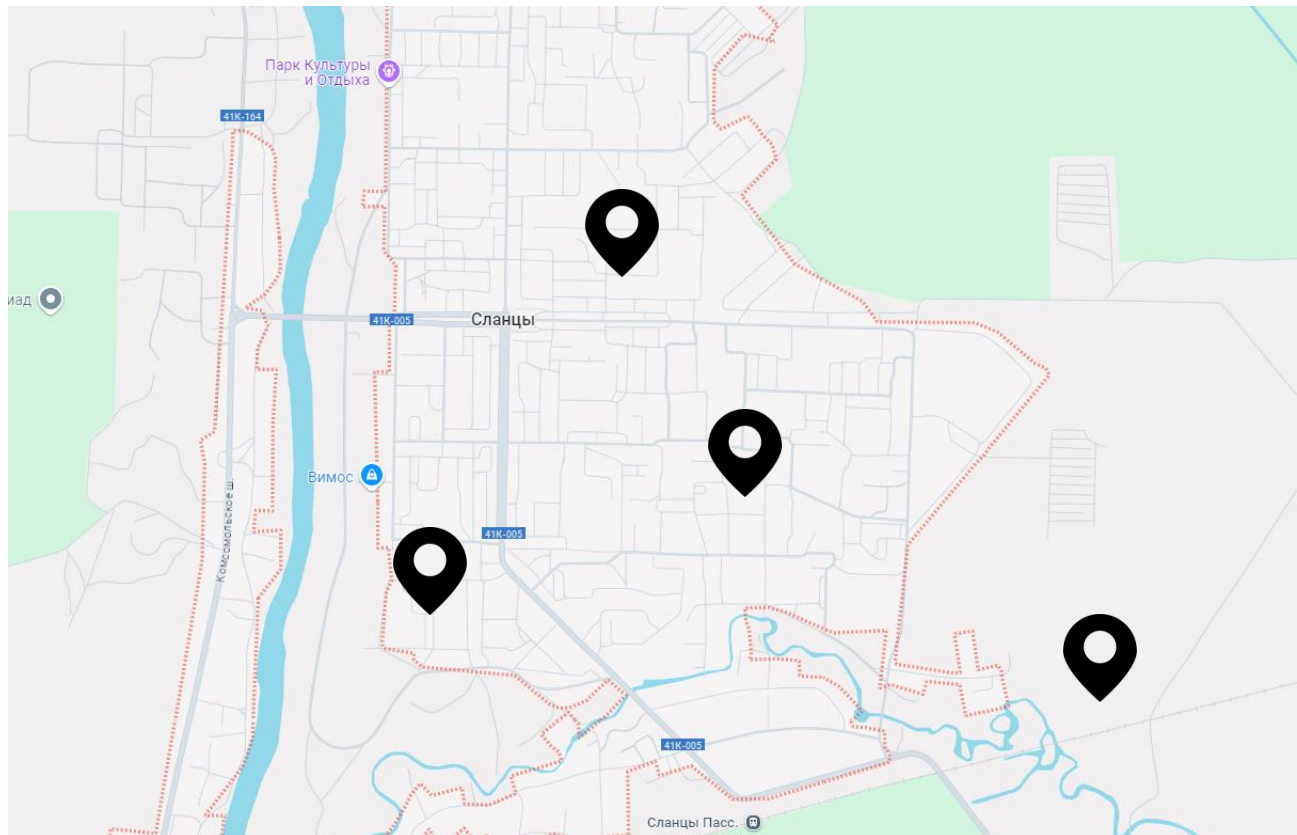 Парк Культуры
и Отдыха
41К-164
иад
41К-005
Сланцы
Вимос
Комсомольское ш.
41К-005
41К-005
Сланцы Пасс.